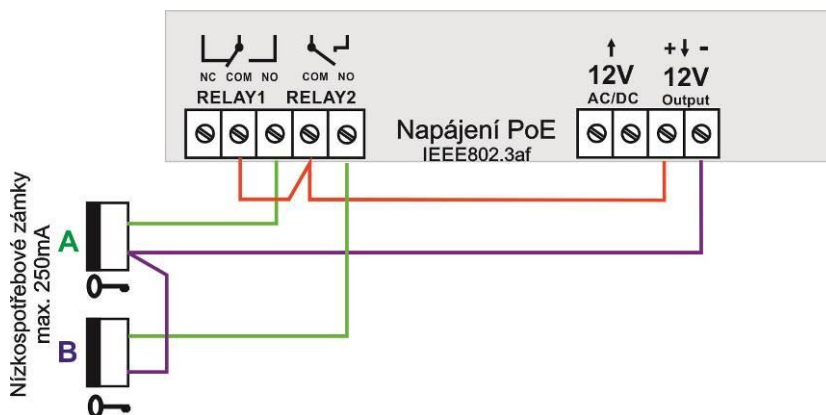 NC COM NO
COM NO
RELAY1
RELAY2
Napájení PoE
IEEE802.3af
12V
AC/DC
+ -
12V
Output
Nízkospotřebové zámky
max. 250mA
A
B